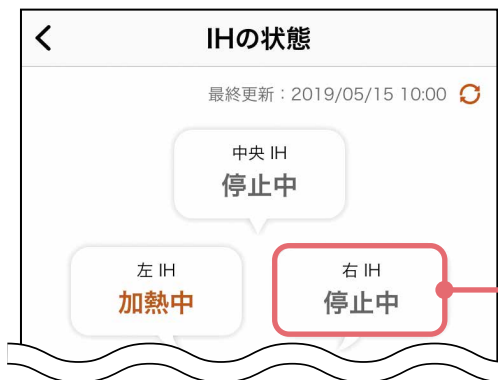 IHの状態
最終更新：2019/05/15 10:00
中央 IH
停止中
左 IH
加熱中
右 IH
停止中